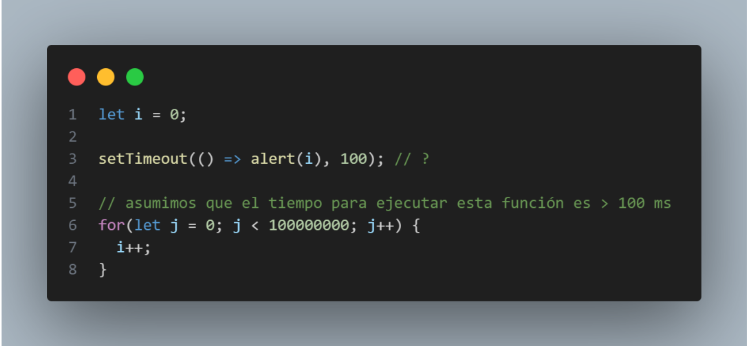 1 let i = 0;
2
3 setTimeout(() => alert(i), 100); // ?
4
5 // asumimos que el tiempo para ejecutar esta función es > 100 ms
6 for(let j = 0; j < 100000000; j++) {
7   i++;
8 }